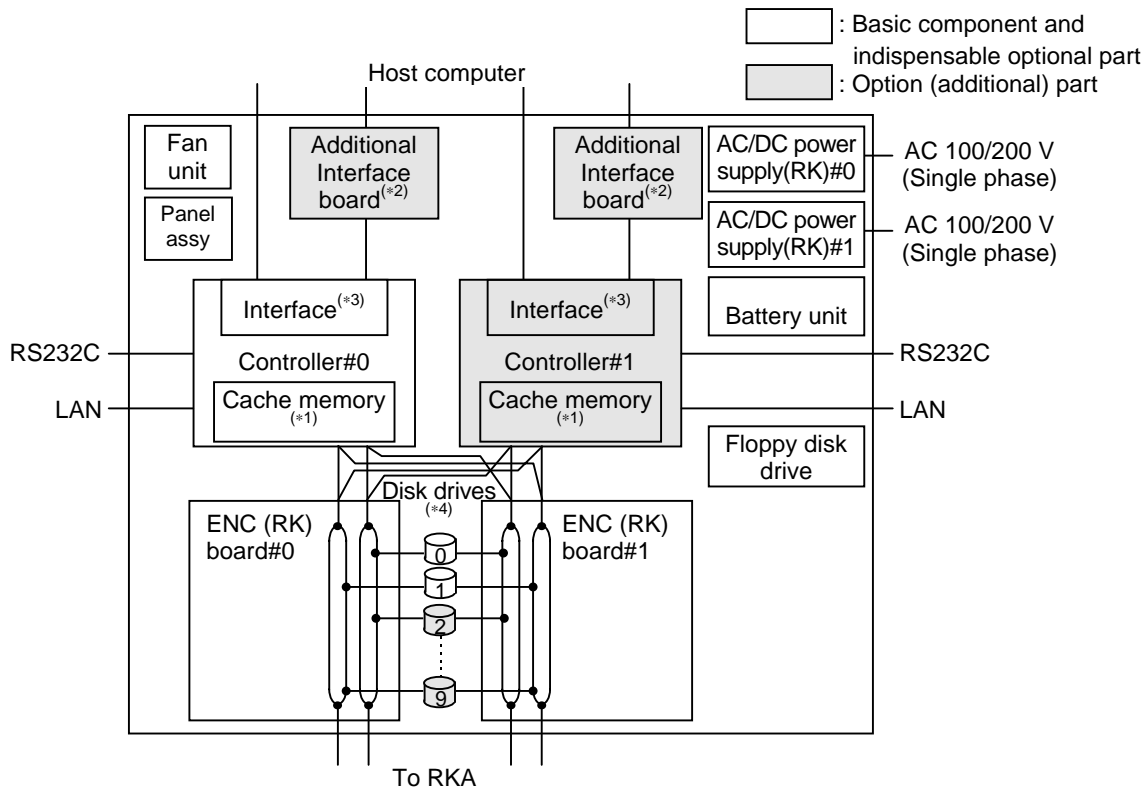 : Basic component and
indispensable optional part
: Option (additional) part
Host computer
Fan
unit
Additional
Interface
board(*2)
Additional
Interface
board(*2)
AC/DC power
supply(RK)#0
AC 100/200 V
(Single phase)
Panel
assy
AC/DC power
supply(RK)#1
AC 100/200 V
(Single phase)
Interface(*3)
Interface(*3)
Battery unit
RS232C
Controller#0
Controller#1
RS232C
LAN
Cache memory
(*1)
Cache memory
(*1)
LAN
Floppy disk
drive
Disk drives
(*4)
ENC (RK)
board#0
ENC (RK)
board#1
0
1
2
9
To RKA